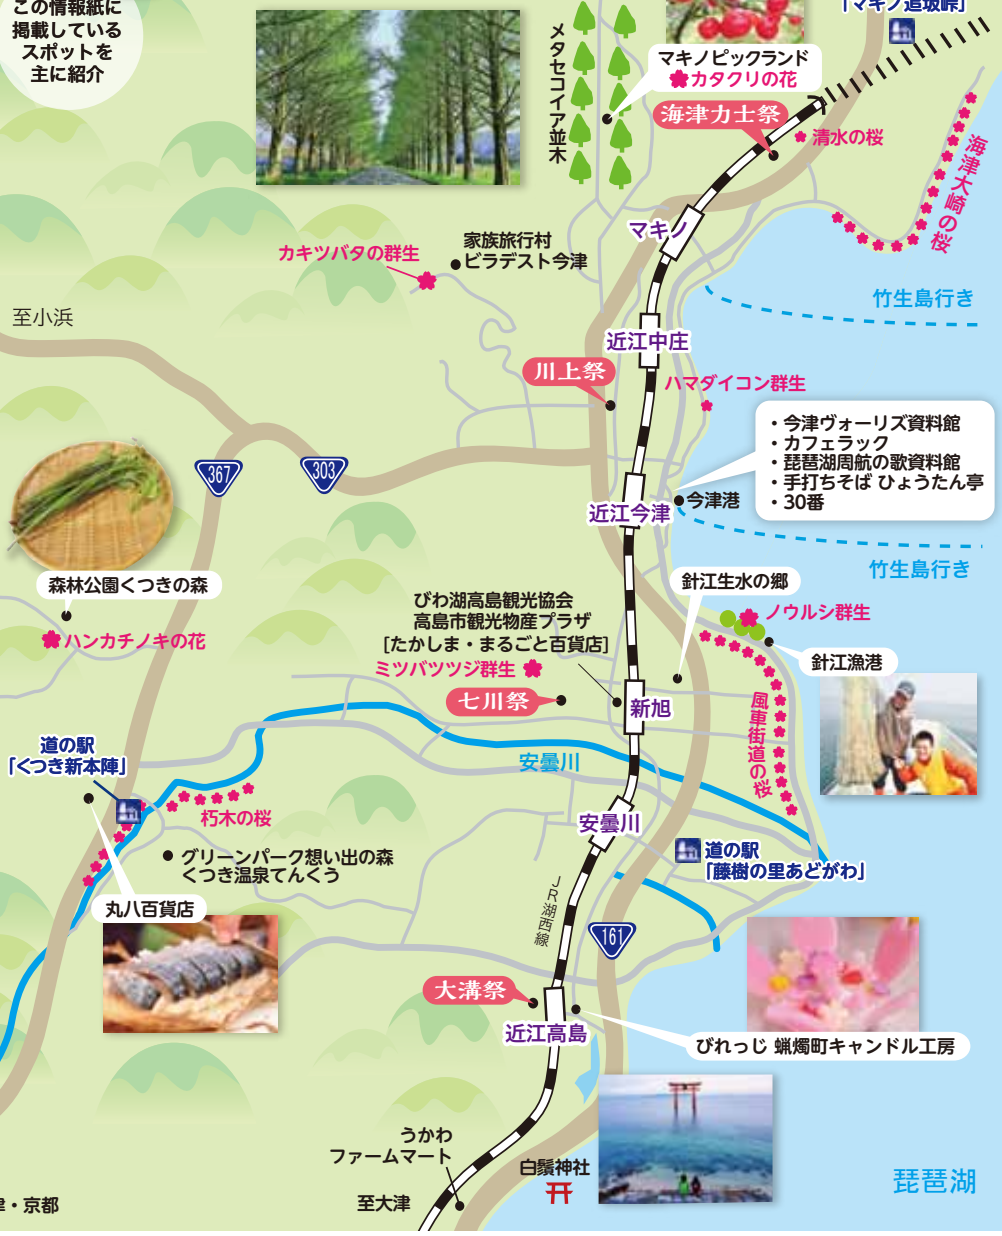 この情報紙に
掲載している
スポットを
主に紹介
メタセコイア並木
マキノピックランド
カタクリの花
「マキノ追坂峠」
海津力士祭
清水の桜
海津大崎の桜
マキノ
カキツバタの群生
家族旅行村
ビラデスト今津
竹生島行き
至小浜
近江中庄
川上祭
ハマダイコン群生
・今津ヴォーリズ資料館
・カフェラック
・琵琶湖周航の歌資料館
・手打ちそば ひょうたん亭
・30番
367
303
近江今津
今津港
竹生島行き
森林公園くつきの森
ハンカチノキの花
びわ湖高島観光協会
高島市観光物産プラザ
[たかしま・まるごと百貨店]
ミツバツツジ群生
針江生水の郷
ノウルシ群生
針江漁港
七川祭
新旭
風車街道の桜
道の駅
「くつき新本陣」
安曇川
朽木の桜
安曇川
グリーンパーク想い出の森
くつき温泉てんくう
道の駅
「藤樹の里あどがわ」
丸八百貨店
JR湖西線
161
大溝祭
近江高島
びれっじ 蝋燭町キャンドル工房
うかわ
ファームマート
白鬚神社
至大津
津・京都
琵琶湖